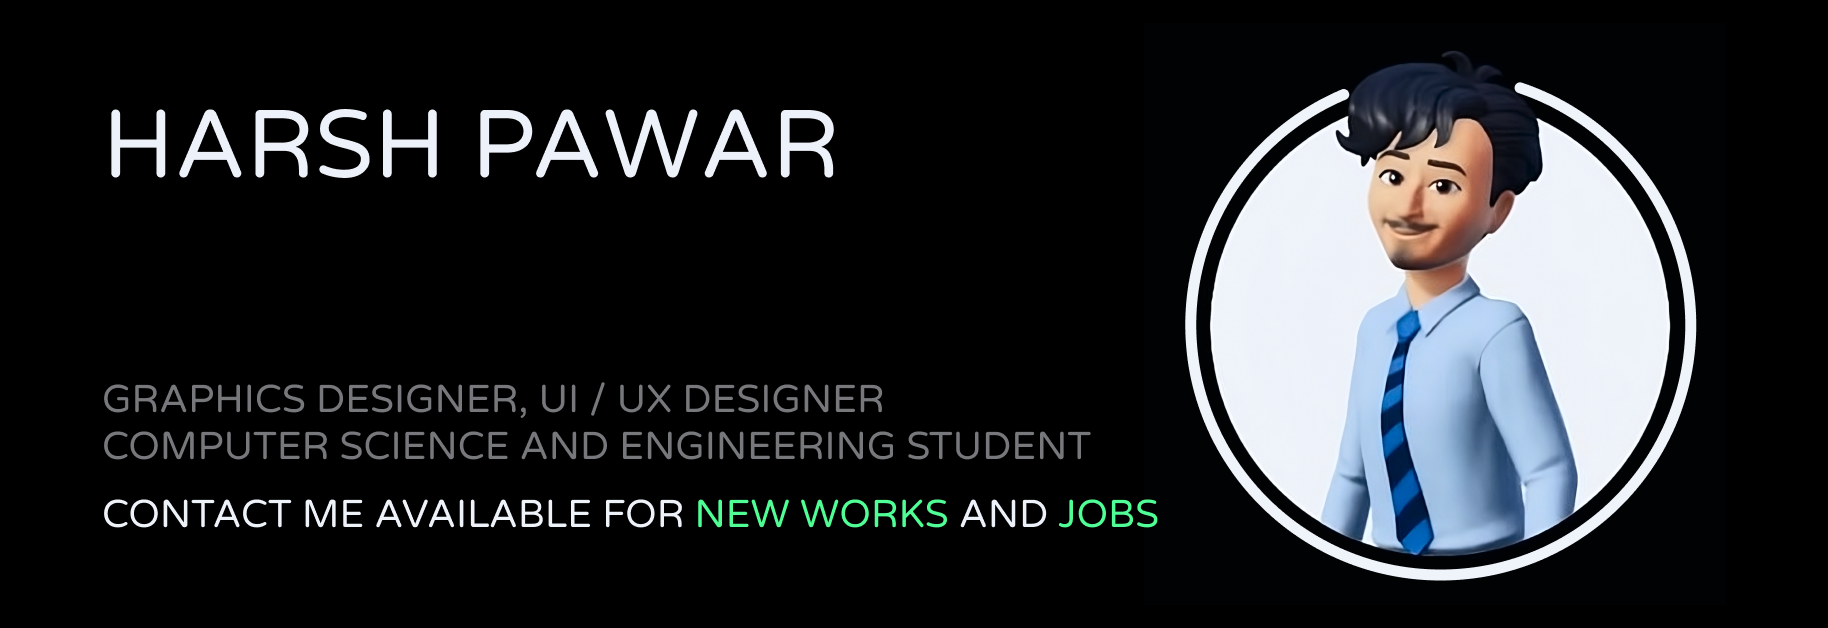 HARSH PAWAR
GRAPHICS DESIGNER, UI / UX DESIGNER
COMPUTER SCIENCE AND ENGINEERING STUDENT
CONTACT ME AVAILABLE FOR NEW WORKS AND JOBS